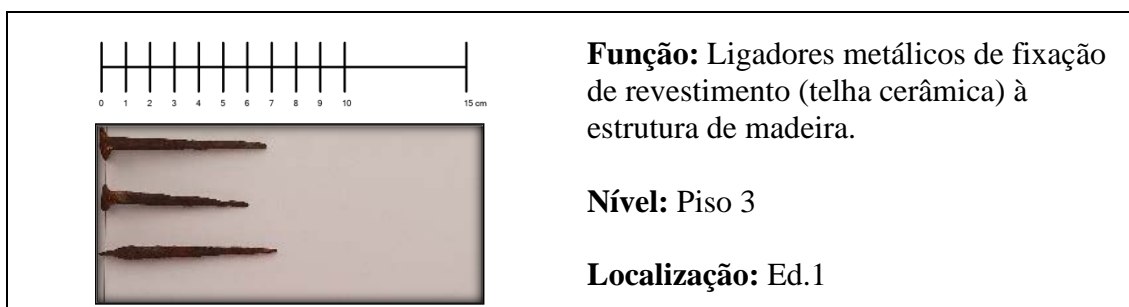 0 1 2 3 4 5 6 7 8 9 10 15 cm
Função: Ligadores metálicos de fixação
de revestimento (telha cerâmica) à
estrutura de madeira.
Nível: Piso 3
Localização: Ed.1